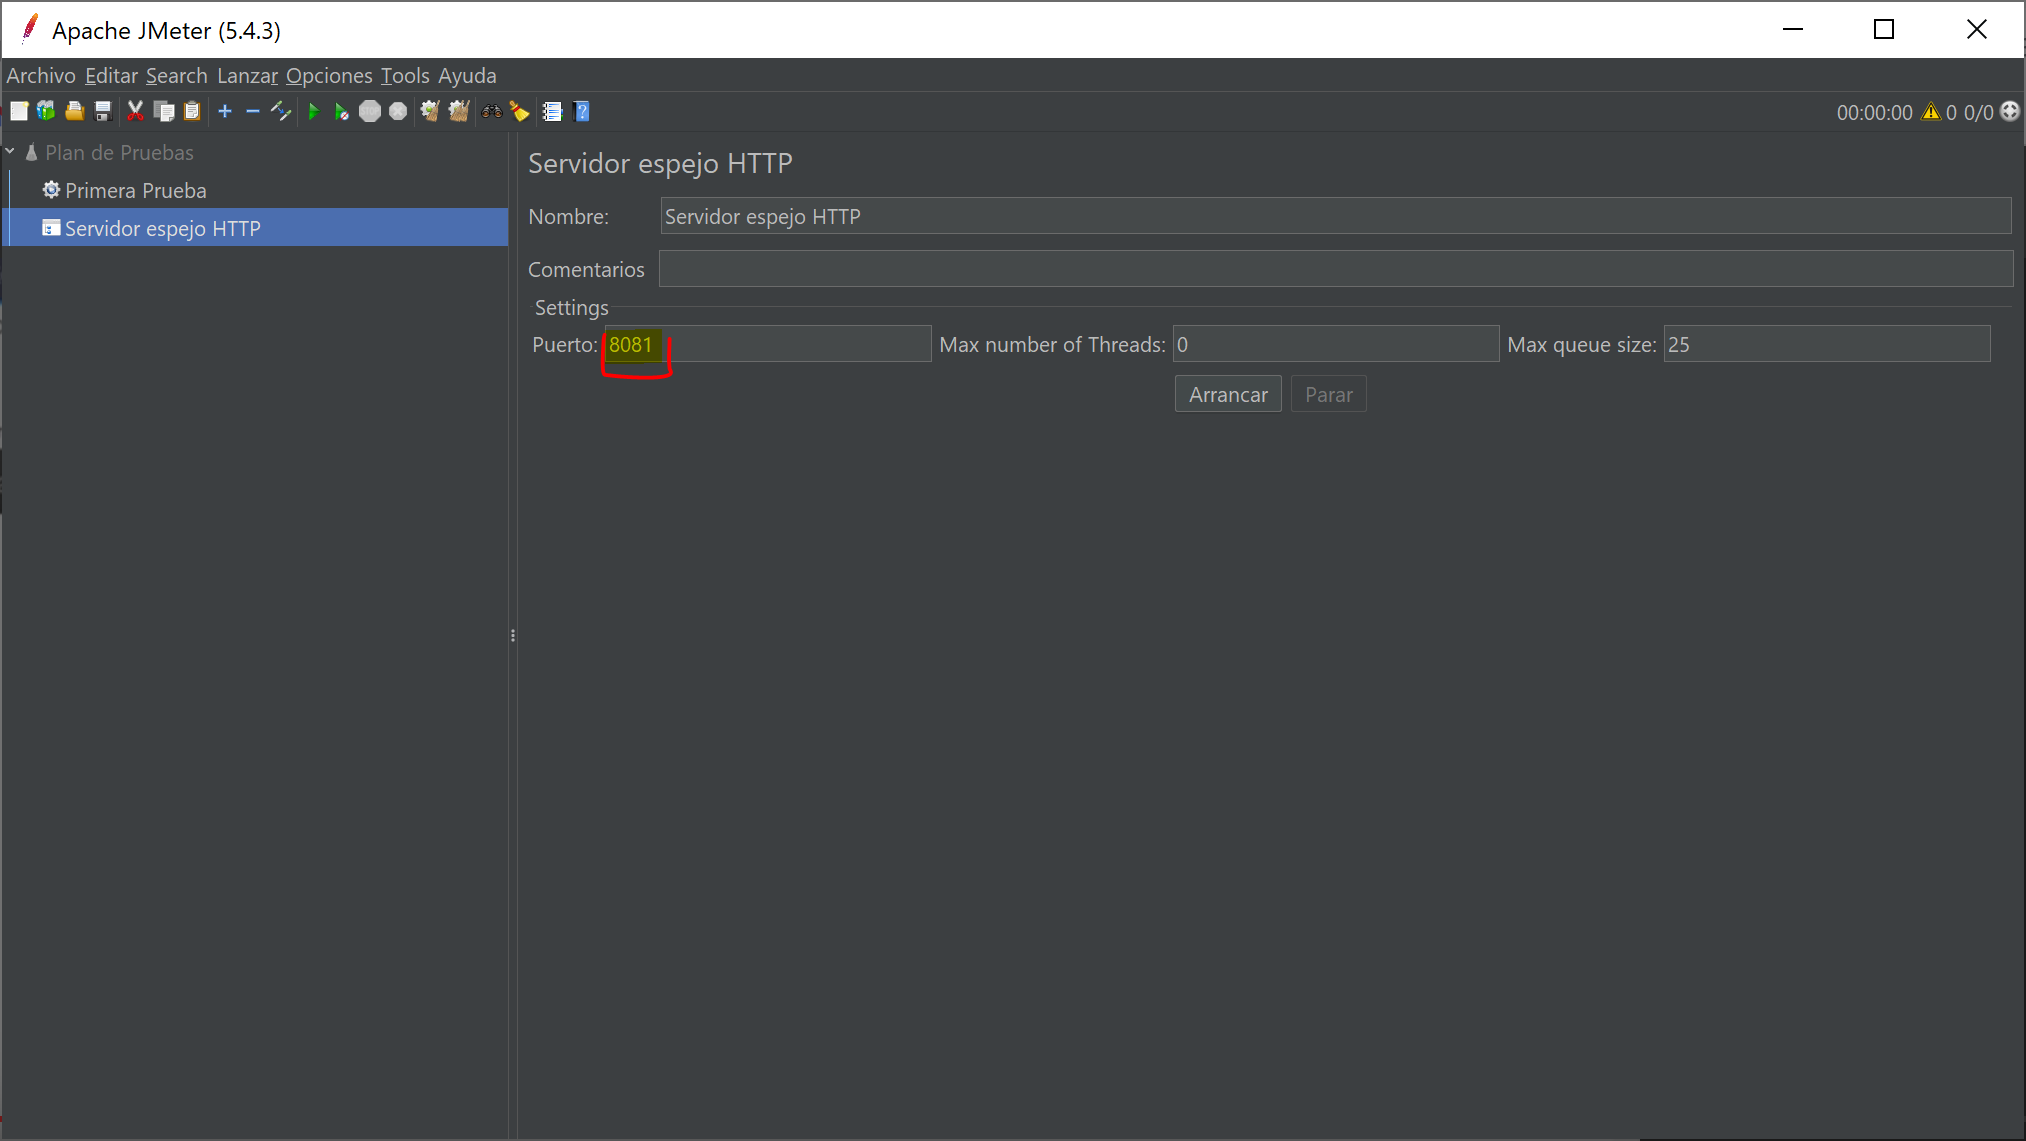 Apache JMeter (5.4.3)
Archivo Editar Search Lanzar Opciones Tools Ayuda
STOP
?
00:00:00 0 0/0
Plan de Pruebas
Primera Prueba
Servidor espejo HTTP
Servidor espejo HTTP
Nombre: Servidor espejo HTTP
Comentarios
Settings
Puerto: 8081 Max number of Threads: 0 Max queue size: 25
Arrancar Parar